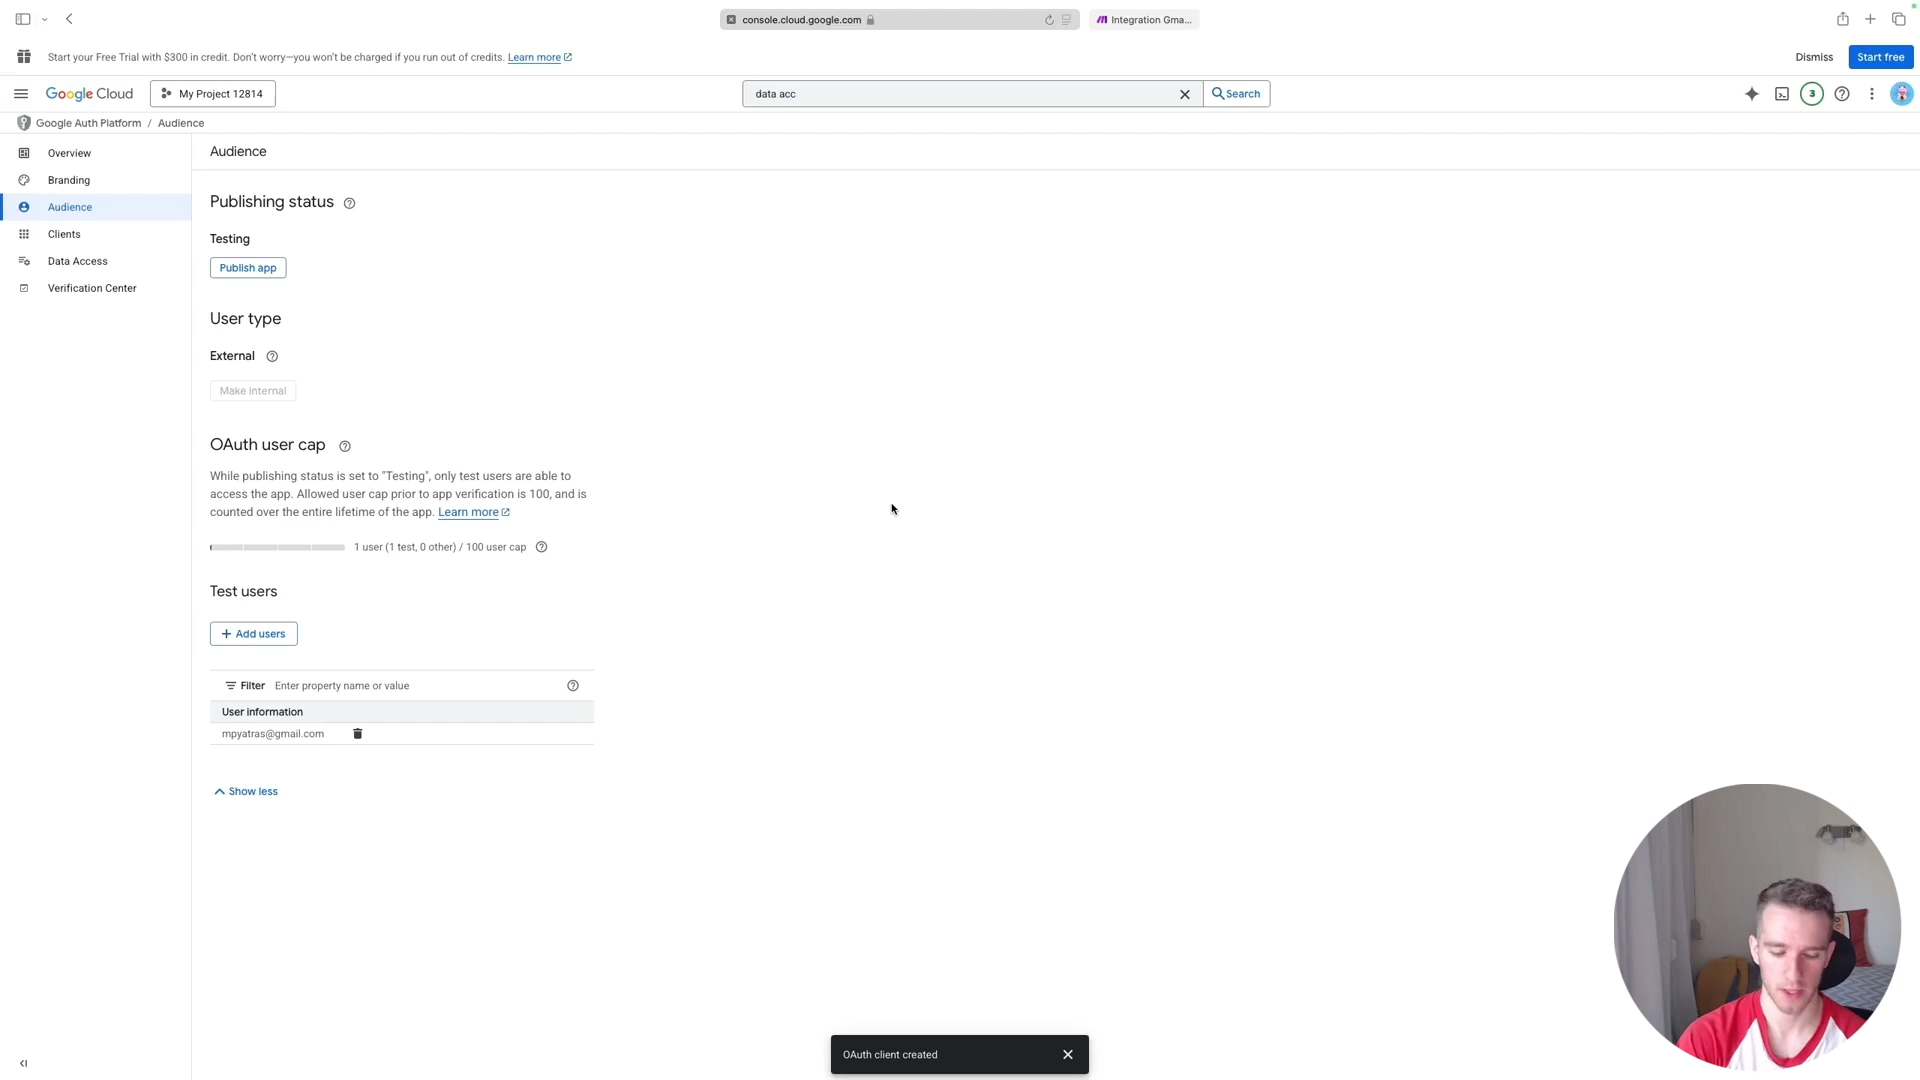 console.cloud.google.com
Integration Gma...
Start your Free Trial with $300 in credit. Don't worry—you won't be charged if you run out of credits. Learn more
Dismiss
Start free
Google Cloud
My Project 12814
data acc
Search
3
Google Auth Platform / Audience
Overview
Branding
Audience
Clients
Data Access
Verification Center
Audience
Publishing status
Testing
Publish app
User type
External
Make internal
OAuth user cap
While publishing status is set to "Testing", only test users are able to
access the app. Allowed user cap prior to app verification is 100, and is
counted over the entire lifetime of the app. Learn more
1 user (1 test, 0 other) / 100 user cap
Test users
+ Add users
Filter Enter property name or value
User information
mpyatras@gmail.com
Show less
OAuth client created